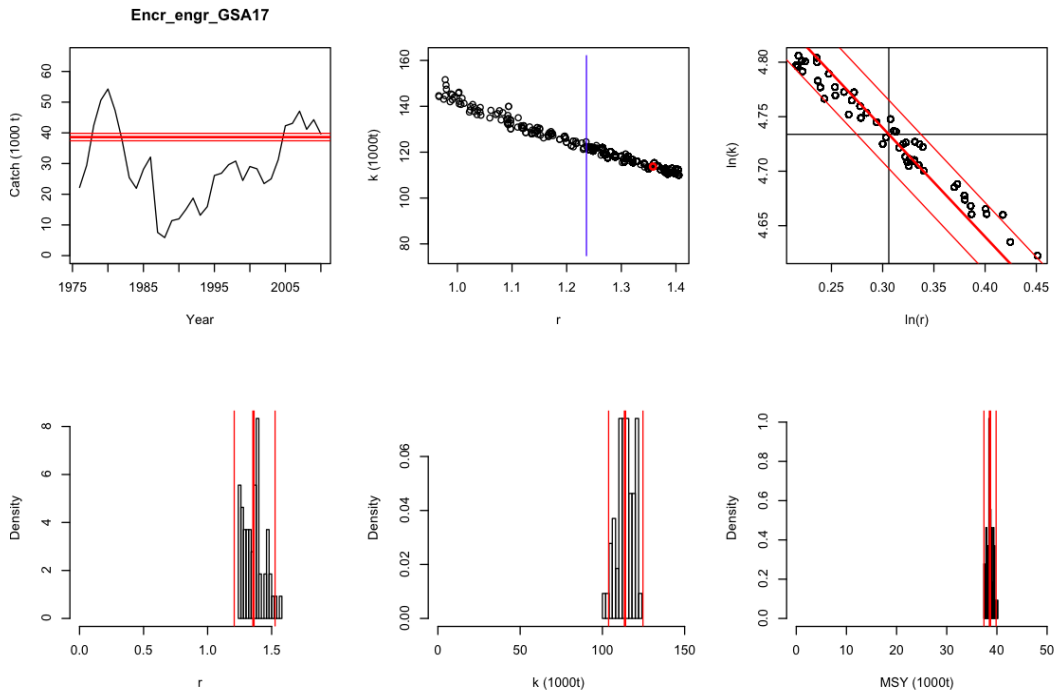 Encr_engr_GSA17
Catch (1000 t)
0 10 20 30 40 50 60
1975 1985 1995 2005
Year
k (1000t)
80 100 120 140 160
1.0 1.1 1.2 1.3 1.4
r
ln(k)
4.65 4.70 4.75 4.80
0.25 0.30 0.35 0.40 0.45
ln(r)
Density
0 2 4 6 8
0.0 0.5 1.0 1.5
r
Density
0.00 0.02 0.04 0.06
0 50 100 150
k (1000t)
Density
0.0 0.2 0.4 0.6 0.8 1.0
0 10 20 30 40 50
MSY (1000t)